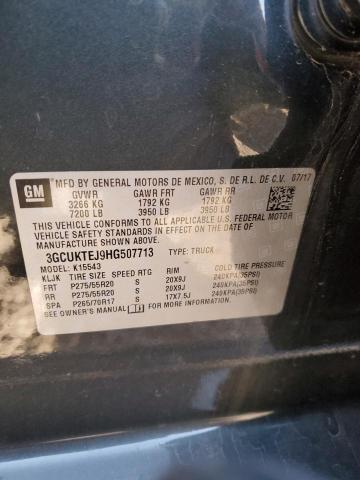 GM
MFD BY GENERAL MOTORS DE MEXICO, S. DE R.L. DE C.V. 07/17
GVWR GAWR FRT GAWR RR
3266 KG 1792 KG 1792 KG
7200 LB 3950 LB 3950 LB
THIS VEHICLE CONFORMS TO ALL APPLICABLE U.S. FEDERAL MOTOR
VEHICLE SAFETY STANDARDS IN EFFECT ON THE DATE OF
MANUFACTURE SHOWN ABOVE.
3GCUKTEJ9HG507713 TYPE: TRUCK
MODEL: K15543
KLJK TIRE SIZE SPEED RTG RIM COLD TIRE PRESSURE
FRT P275/55R20 S 20X9J 240KPA(35PSI)
RR P275/55R20 S 20X9J 240KPA(35PSI)
SPA P265/70R17 S 17X7.5J 240KPA(35PSI)
SEE OWNER'S MANUAL FOR MORE INFORMATION.